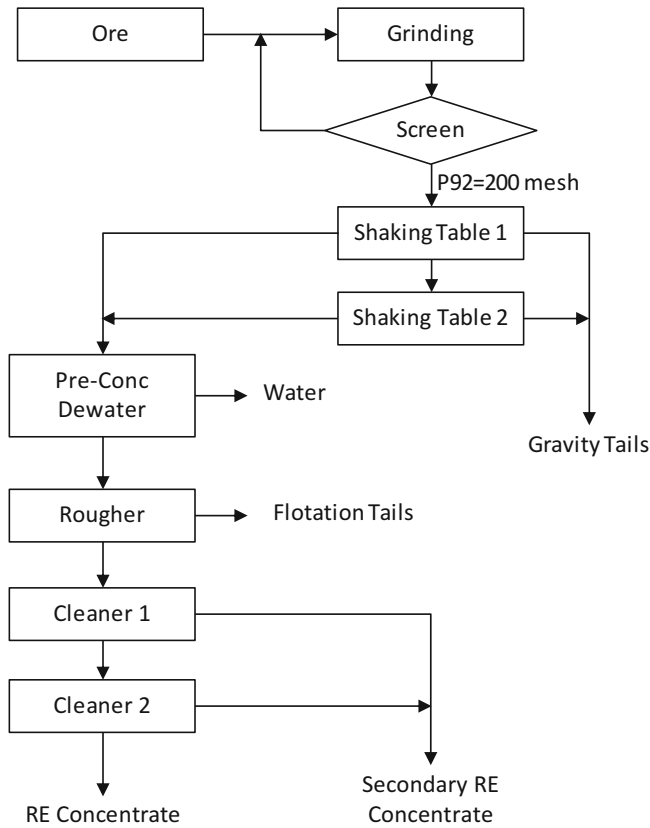 Ore
Grinding
Screen
P92=200 mesh
Shaking Table 1
Shaking Table 2
Pre-Conc
Dewater
Water
Gravity Tails
Rougher
Flotation Tails
Cleaner 1
Cleaner 2
RE Concentrate
Secondary RE
Concentrate